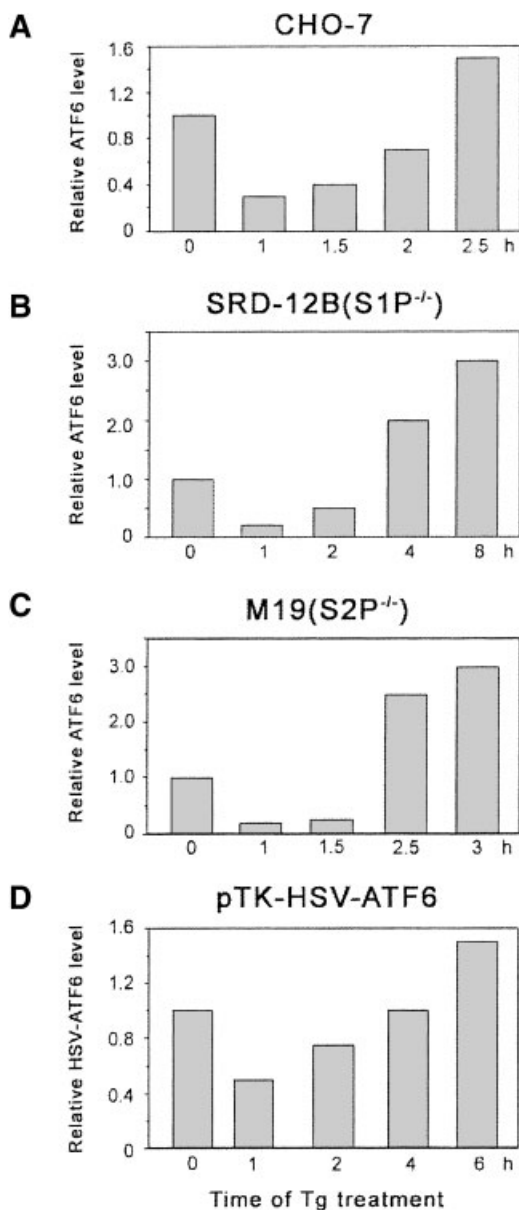 A
CHO-7
Relative ATF6 level
1.6
1.2
0.8
0.4
0
0 1 1.5 2 2 5 h
B
SRD-12B(S1P-/-)
Relative ATF6 level
3.0
2.0
1.0
0
0 1 2 4 8 h
C
M19(S2P-/-)
Relative ATF6 level
3.0
2.0
1.0
0
0 1 1.5 2.5 3 h
D
pTK-HSV-ATF6
Relative HSV-ATF6 level
1.6
1.2
0.8
0.4
0
0 1 2 4 6 h
Time of Tg treatment